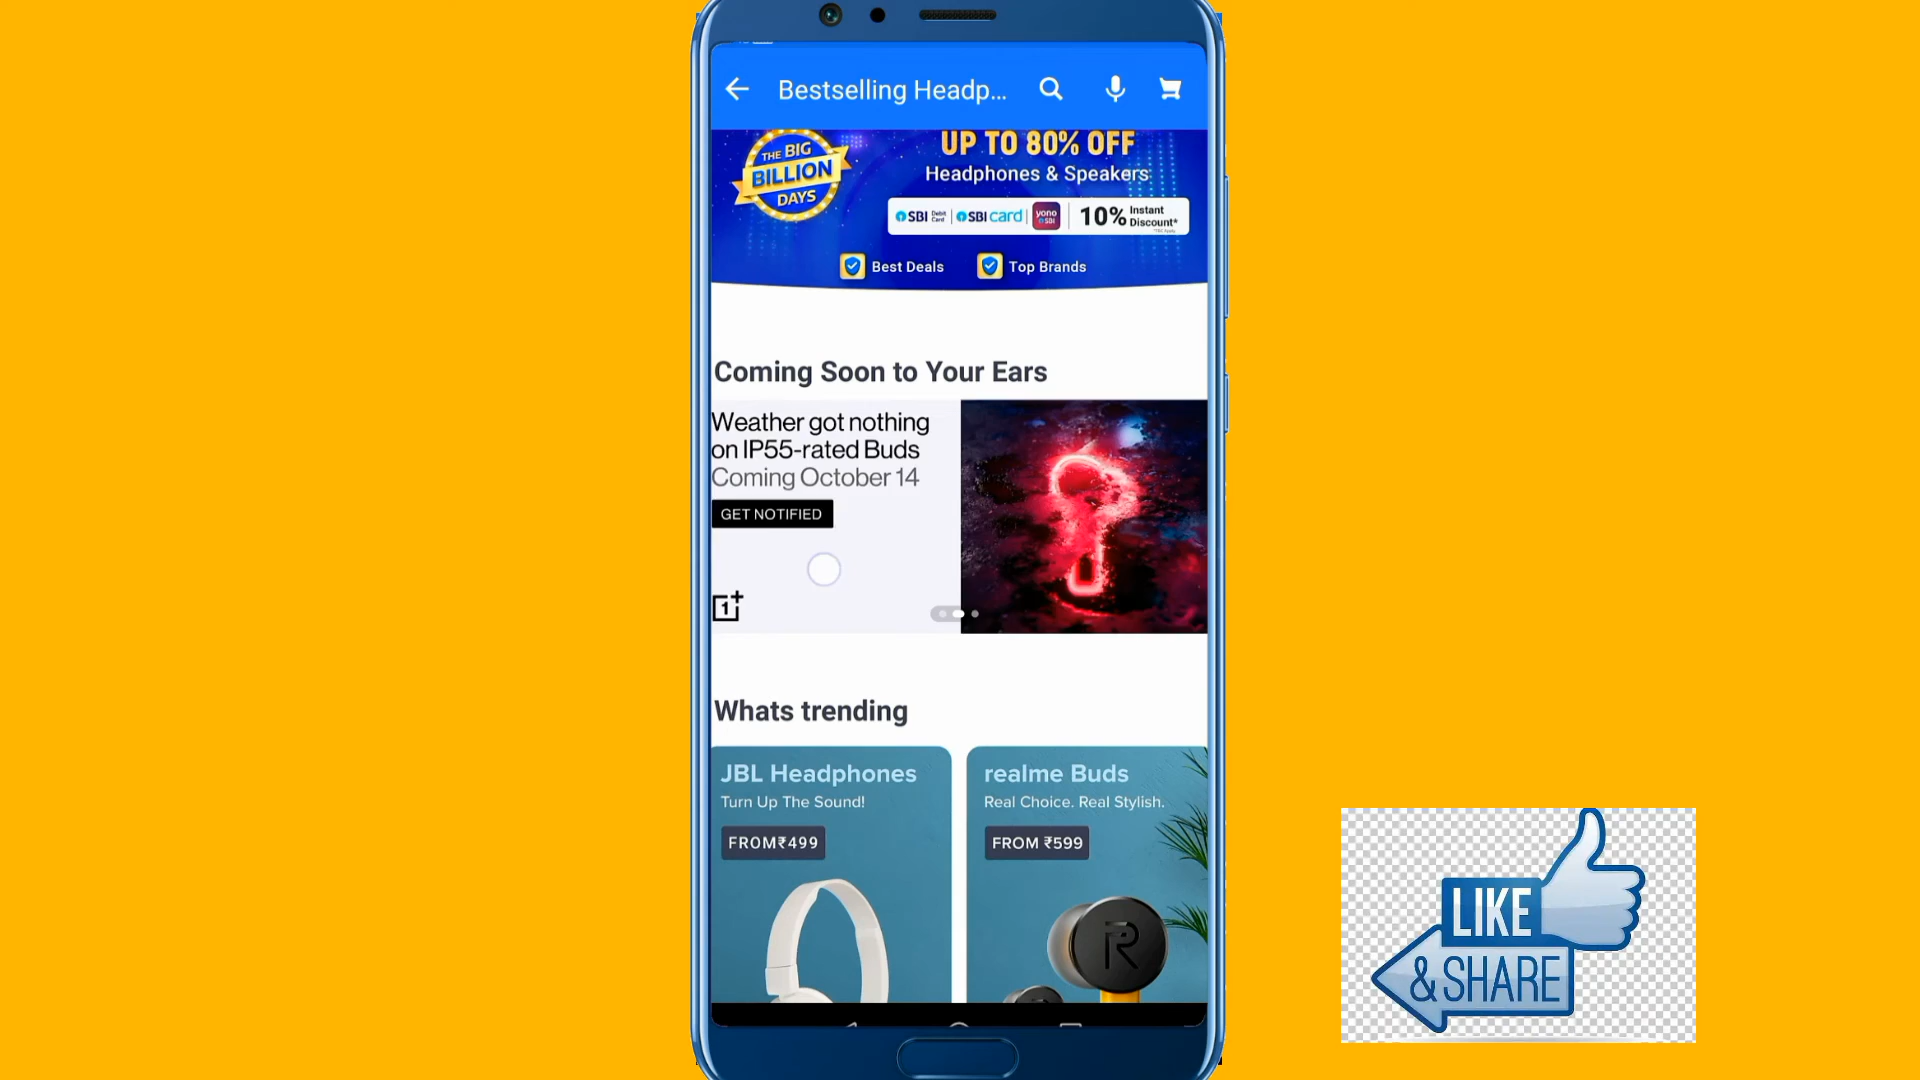 Bestselling Headp...
THE BIG
BILLION
DAYS
UP TO 80% OFF
Headphones & Speakers
SBI Debit Card | SBI card | yono SBI | 10% Instant Discount*
Best Deals
Top Brands
Coming Soon to Your Ears
Weather got nothing
on IP55-rated Buds
Coming October 14
GET NOTIFIED
1+
Whats trending
JBL Headphones
Turn Up The Sound!
FROM₹499
realme Buds
Real Choice. Real Stylish.
FROM ₹599
R
LIKE
& SHARE